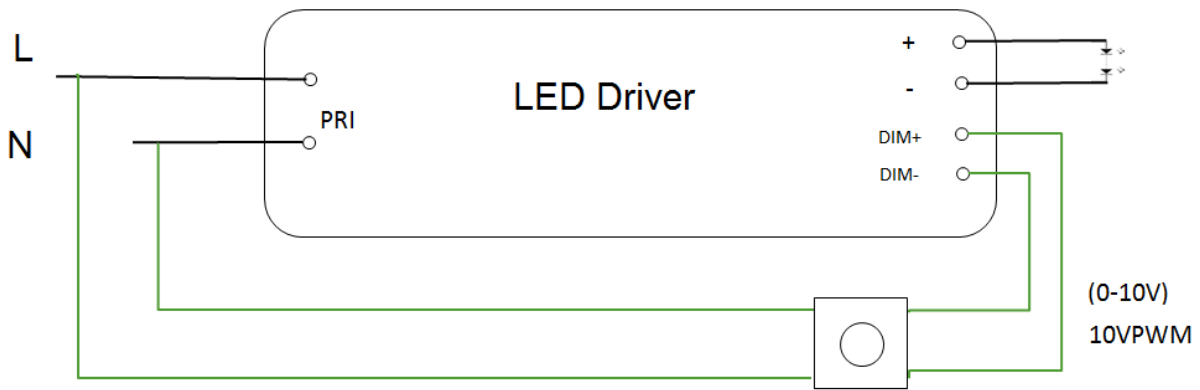 L
N
PRI
LED Driver
+
-
DIM+
DIM-
(0-10V)
10VPWM